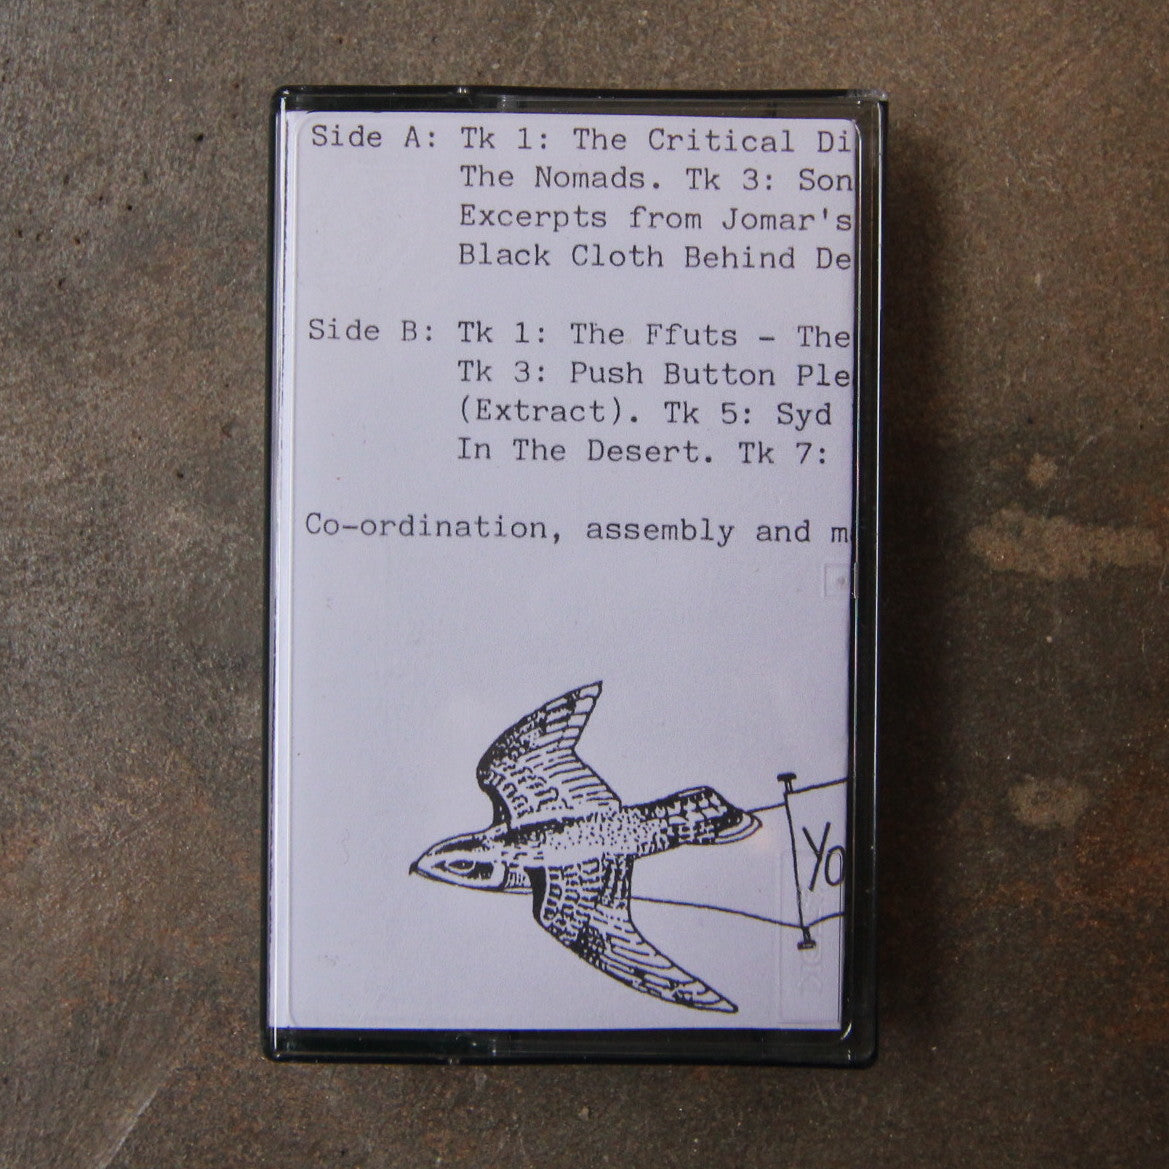 Side A: Tk 1: The Critical Di
The Nomads. Tk 3: Son
Excerpts from Jomar's
Black Cloth Behind De
Side B: Tk 1: The Ffuts – The
Tk 3: Push Button Ple
(Extract). Tk 5: Syd
In The Desert. Tk 7:
Co-ordination, assembly and m
Yo